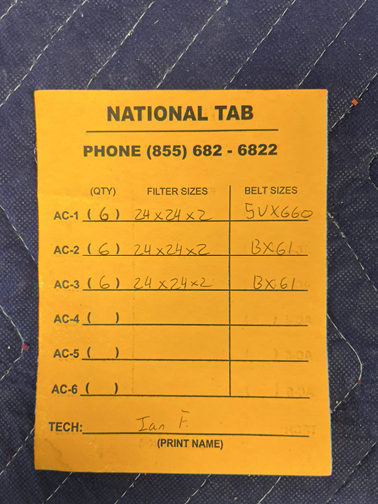 NATIONAL TAB
PHONE (855) 682 - 6822
(QTY) FILTER SIZES BELT SIZES
AC-1 ( 6 ) 24x24x2 5VX660
AC-2 ( 6 ) 24x24x2 BX61
AC-3 ( 6 ) 24x24x2 BX61
AC-4 ( )
AC-5 ( )
AC-6 ( )
TECH: Ian F.
(PRINT NAME)